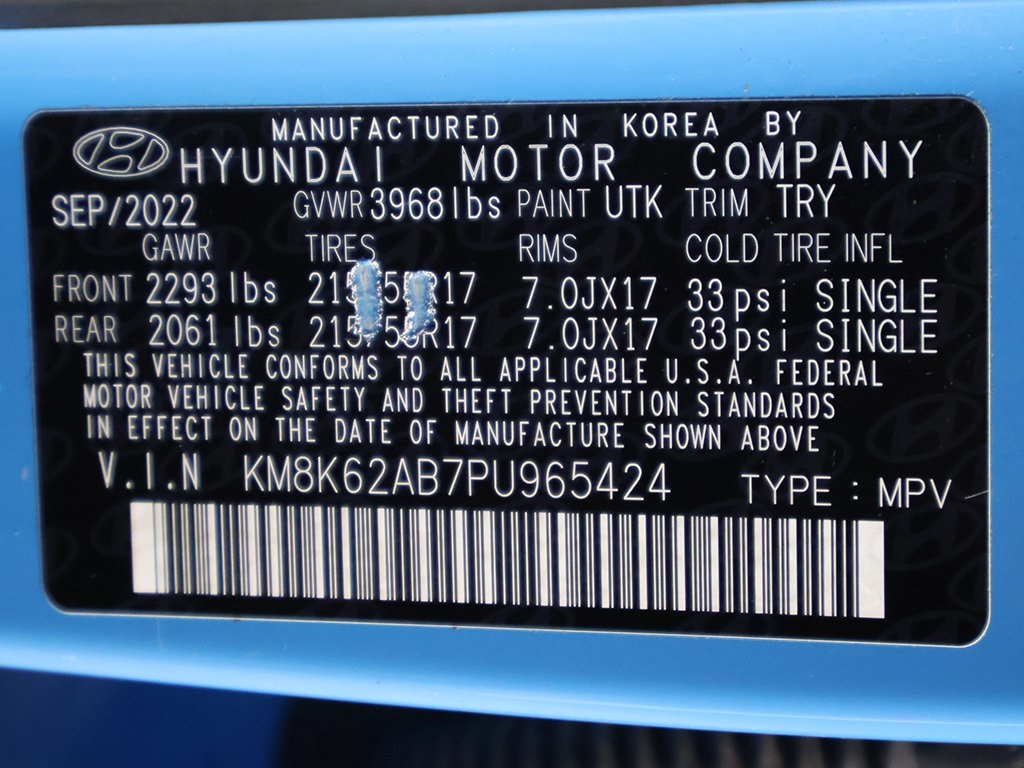 MANUFACTURED IN KOREA BY
HYUNDAI MOTOR COMPANY
SEP/2022 GVWR 3968lbs PAINT UTK TRIM TRY
GAWR TIRES RIMS COLD TIRE INFL
FRONT 2293 lbs 7.0JX17 33psi SINGLE
REAR 2061 lbs 7.0JX17 33psi SINGLE
THIS VEHICLE CONFORMS TO ALL APPLICABLE U.S.A. FEDERAL
MOTOR VEHICLE SAFETY AND THEFT PREVENTION STANDARDS
IN EFFECT ON THE DATE OF MANUFACTURE SHOWN ABOVE
V.I.N KM8K62AB7PU965424 TYPE : MPV